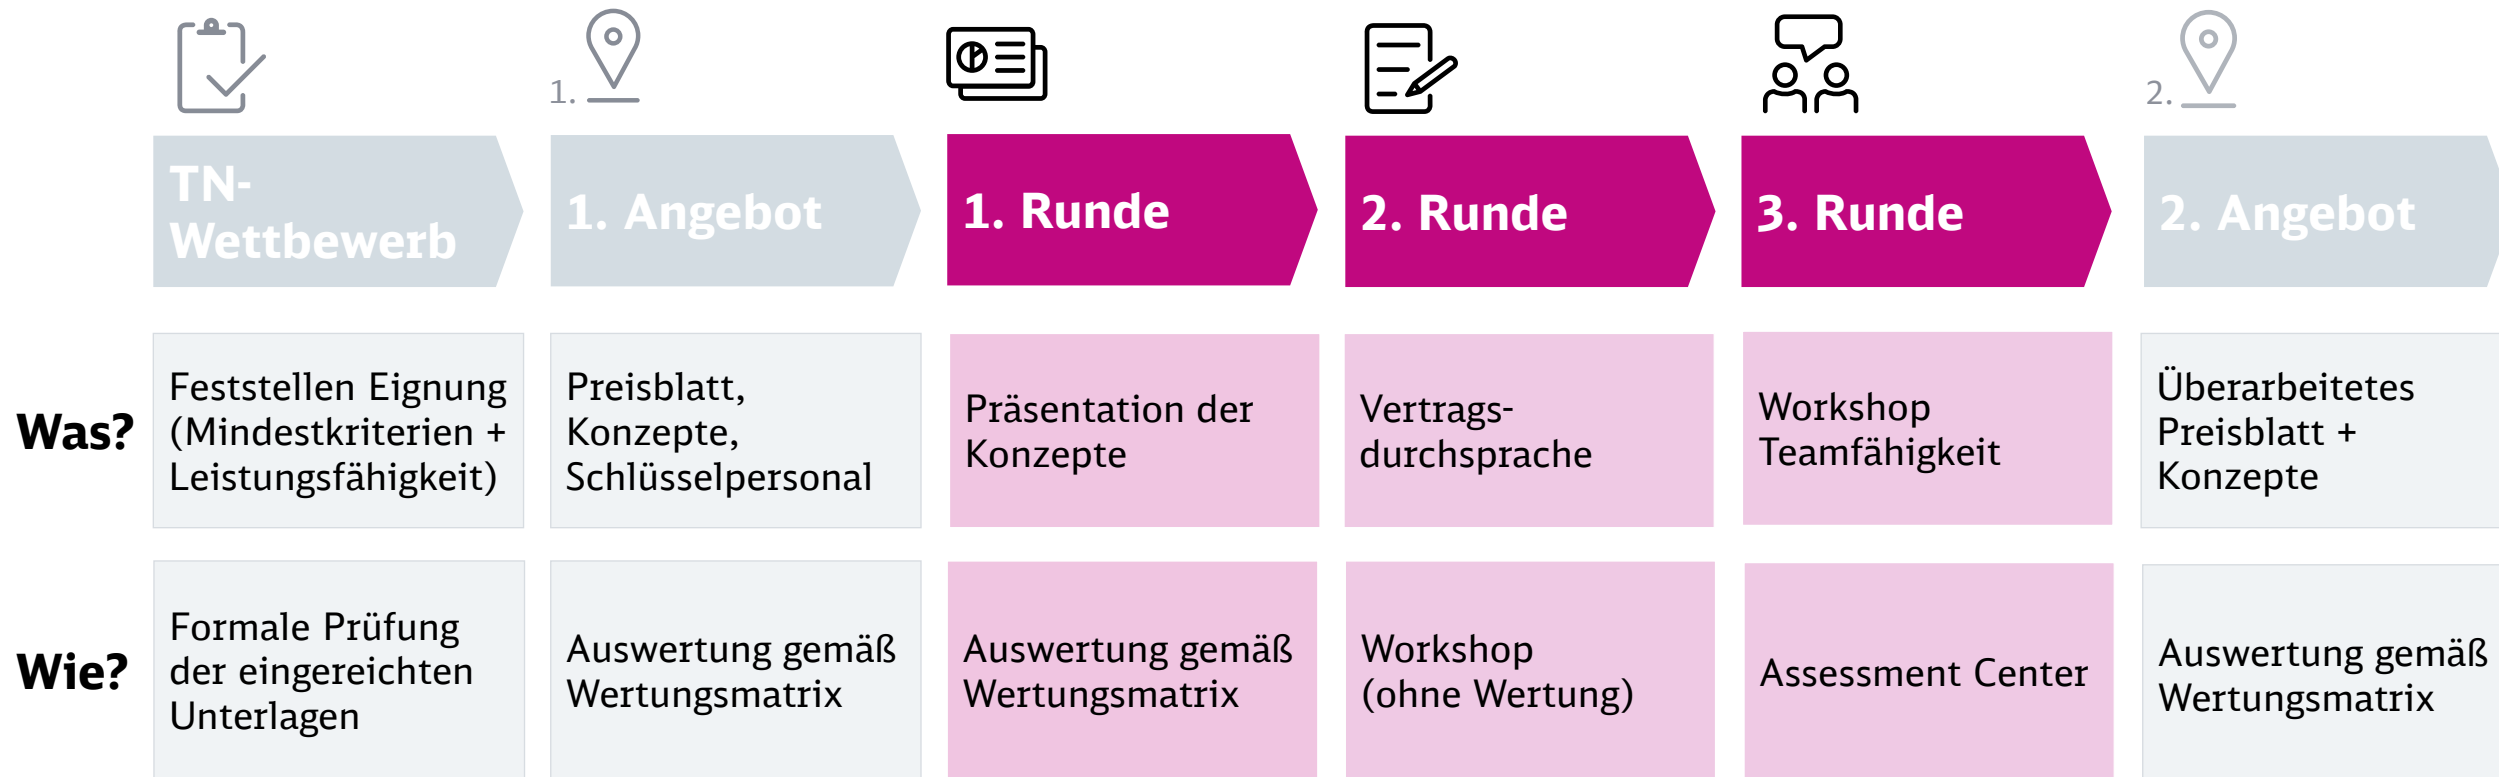 1.
2.
TN-
Wettbewerb
1. Angebot
1. Runde
2. Runde
3. Runde
2. Angebot
Was?
Feststellen Eignung
(Mindestkriterien +
Leistungsfähigkeit)
Preisblatt,
Konzepte,
Schlüsselpersonal
Präsentation der
Konzepte
Vertrags-
durchsprache
Workshop
Teamfähigkeit
Überarbeitetes
Preisblatt +
Konzepte
Wie?
Formale Prüfung
der eingereichten
Unterlagen
Auswertung gemäß
Wertungsmatrix
Auswertung gemäß
Wertungsmatrix
Workshop
(ohne Wertung)
Assessment Center
Auswertung gemäß
Wertungsmatrix